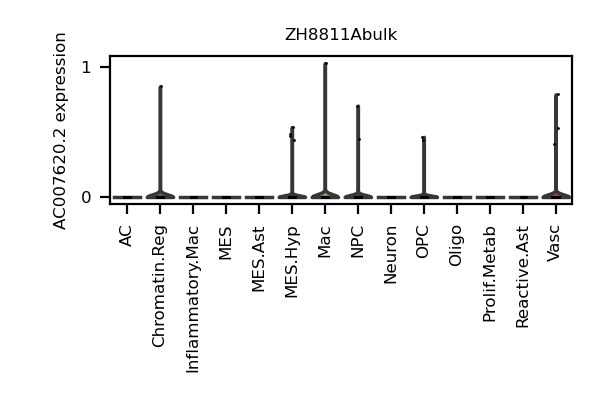 ZH8811Abulk
AC007620.2 expression
1
0
AC
Chromatin.Reg
Inflammatory.Mac
MES
MES.Ast
MES.Hyp
Mac
NPC
Neuron
OPC
Oligo
Prolif.Metab
Reactive.Ast
Vasc